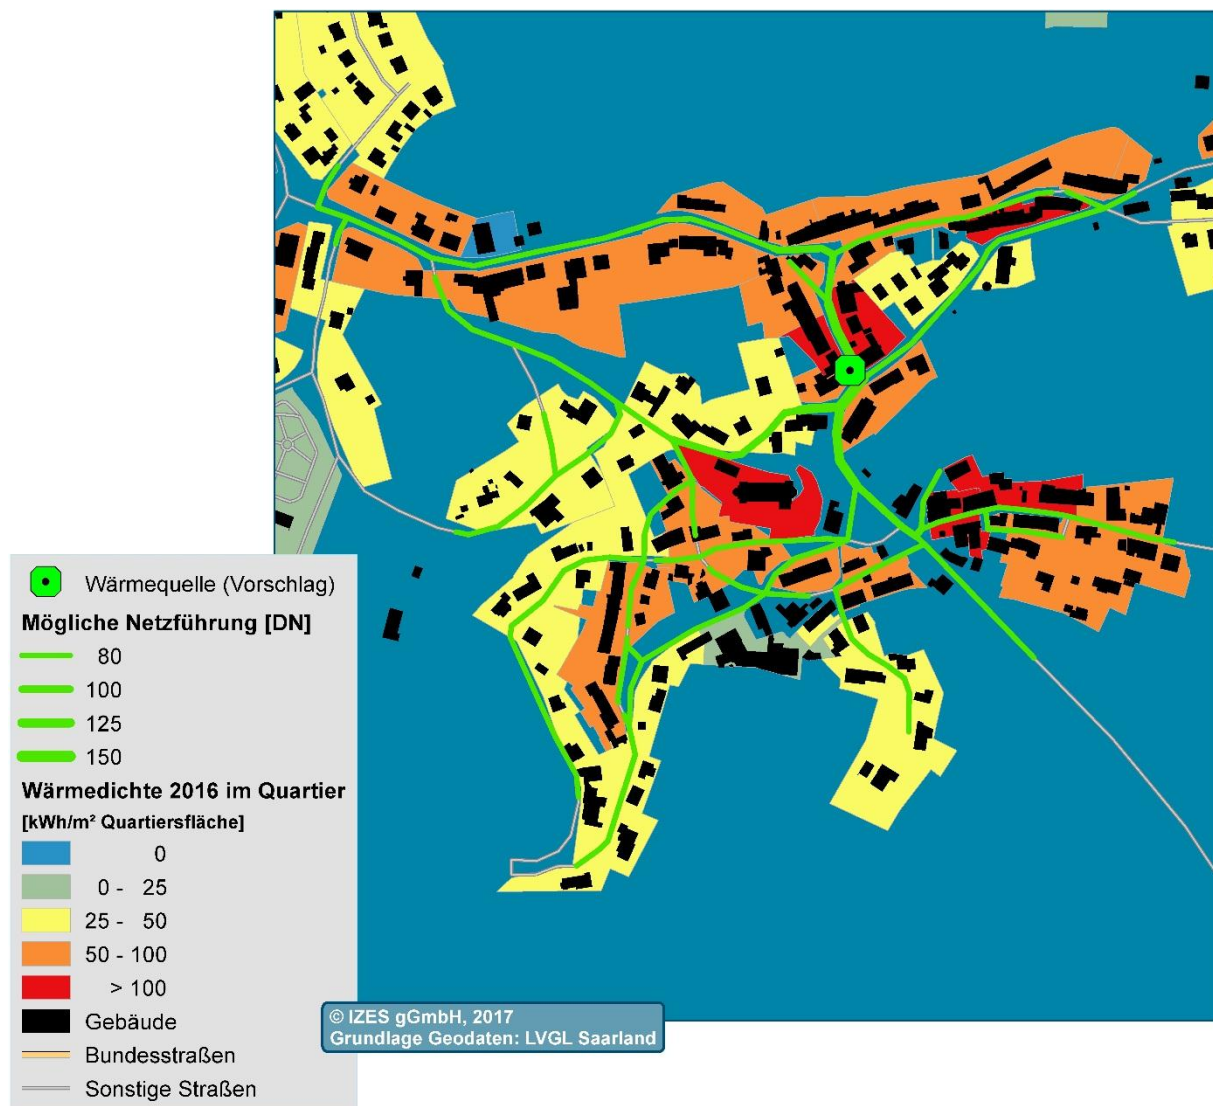 Wärmequelle (Vorschlag)
Mögliche Netzführung [DN]
80
100
125
150
Wärmedichte 2016 im Quartier
[kWh/m² Quartiersfläche]
0
0 - 25
25 - 50
50 - 100
> 100
Gebäude
Bundesstraßen
Sonstige Straßen
© IZES gGmbH, 2017
Grundlage Geodaten: LVGL Saarland